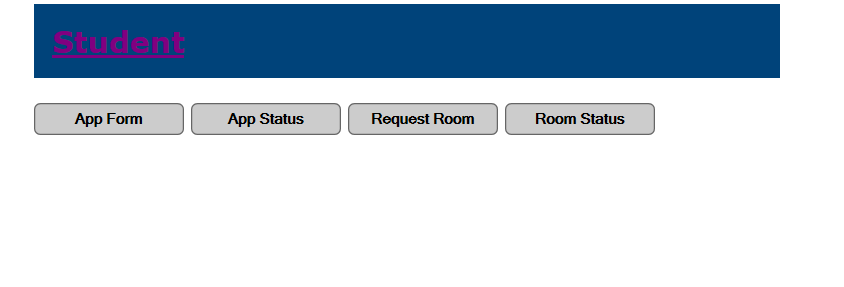 Student
App Form App Status Request Room Room Status